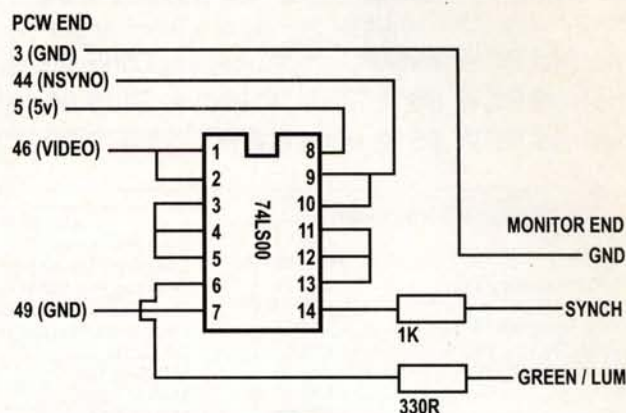 PCW END
3 (GND)
44 (NSYNO)
5 (5v)
46 (VIDEO)
49 (GND)
1
2
3
4
5
6
7
74LS00
8
9
10
11
12
13
14
MONITOR END
GND
SYNCH
1K
GREEN / LUM
330R